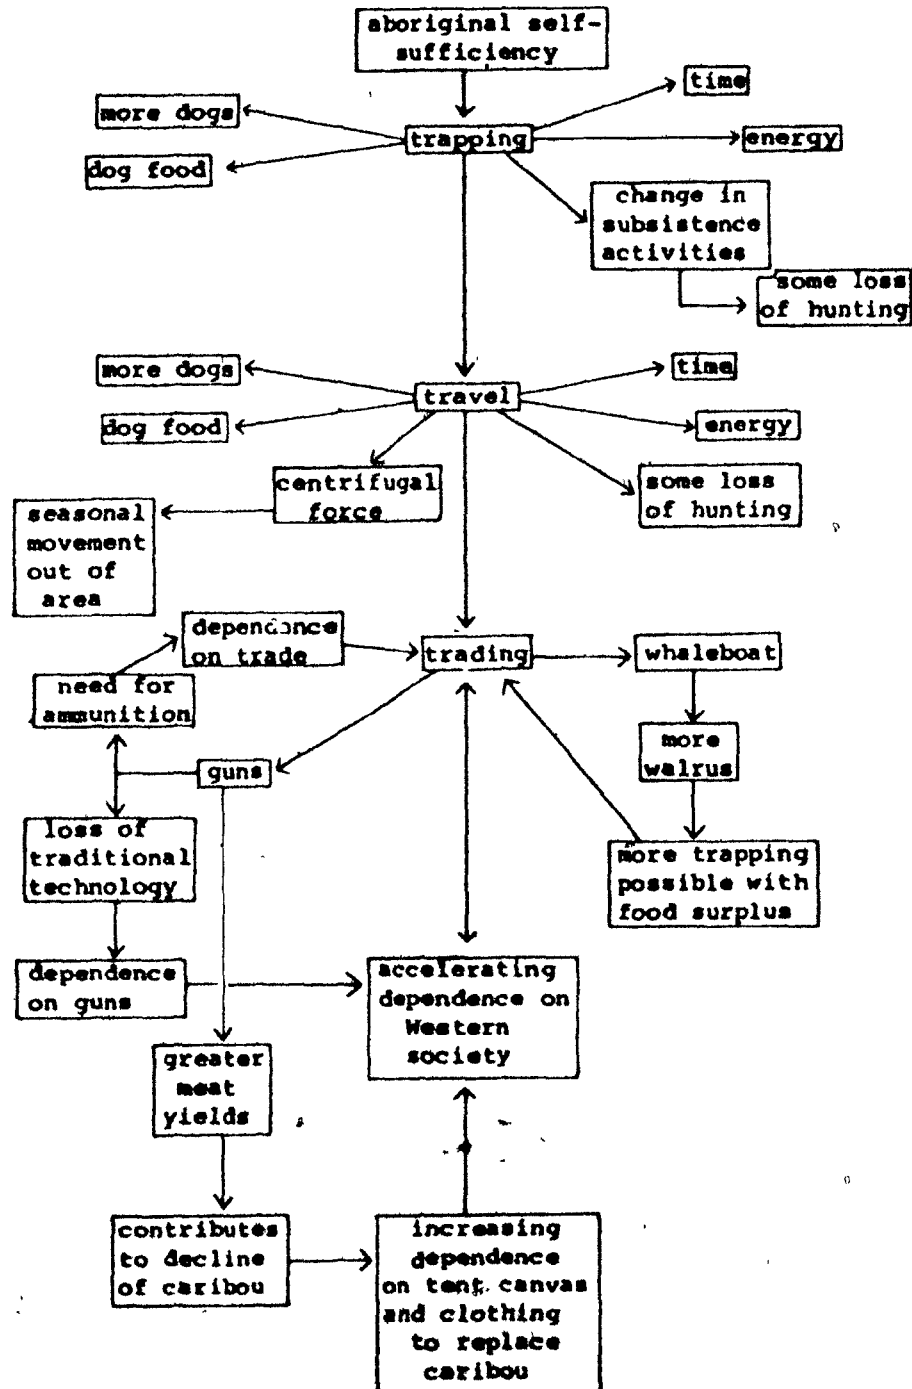 aboriginal self-
sufficiency
time
more dogs
trapping
energy
dog food
change in
subsistence
activities
some loss
of hunting
more dogs
time
travel
dog food
energy
centrifugal
force
some loss
of hunting
seasonal
movement
out of
area
dependence
on trade
trading
whaleboat
need for
ammunition
more
walrus
guns
loss of
traditional
technology
more trapping
possible with
food surplus
dependence
on guns
accelerating
dependence on
Western
society
greater
meat
yields
contributes
to decline
of caribou
increasing
dependence
on tent canvas
and clothing
to replace
caribou